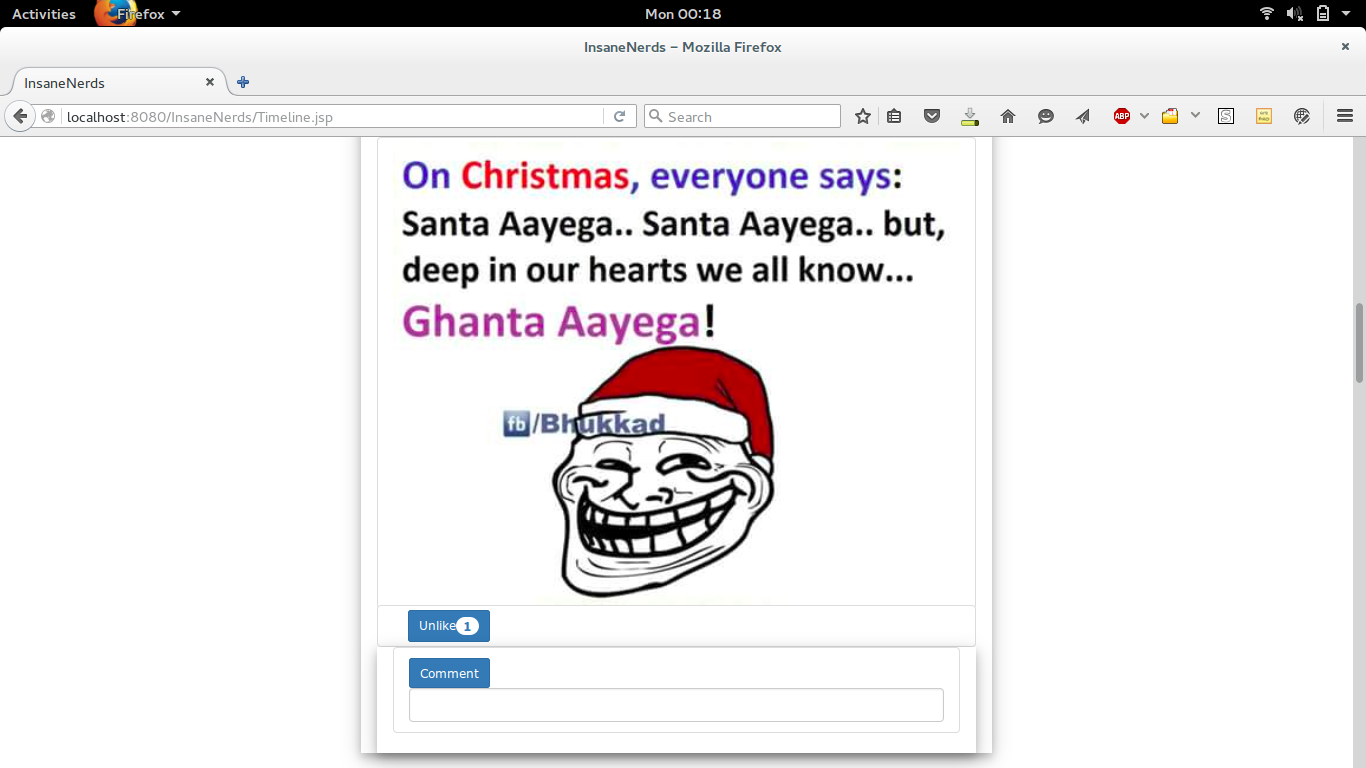 Activities Firefox Mon 00:18
InsaneNerds – Mozilla Firefox
InsaneNerds
localhost:8080/InsaneNerds/Timeline.jsp Search ABP S
On Christmas, everyone says:
Santa Aayega.. Santa Aayega.. but,
deep in our hearts we all know...
Ghanta Aayega!
fb/Bhukkad
Unlike 1
Comment